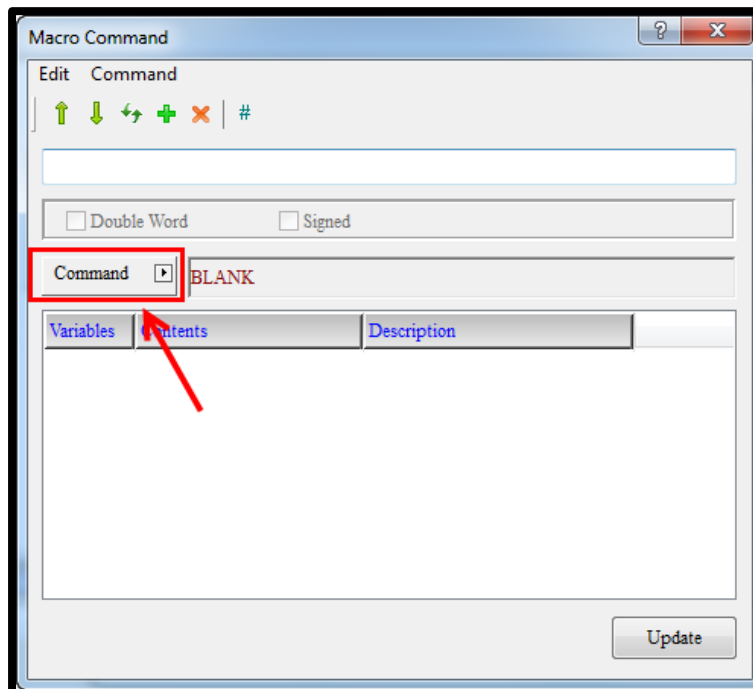 Macro Command
Edit Command
#
Double Word Signed
Command BLANK
Variables Contents Description
Update